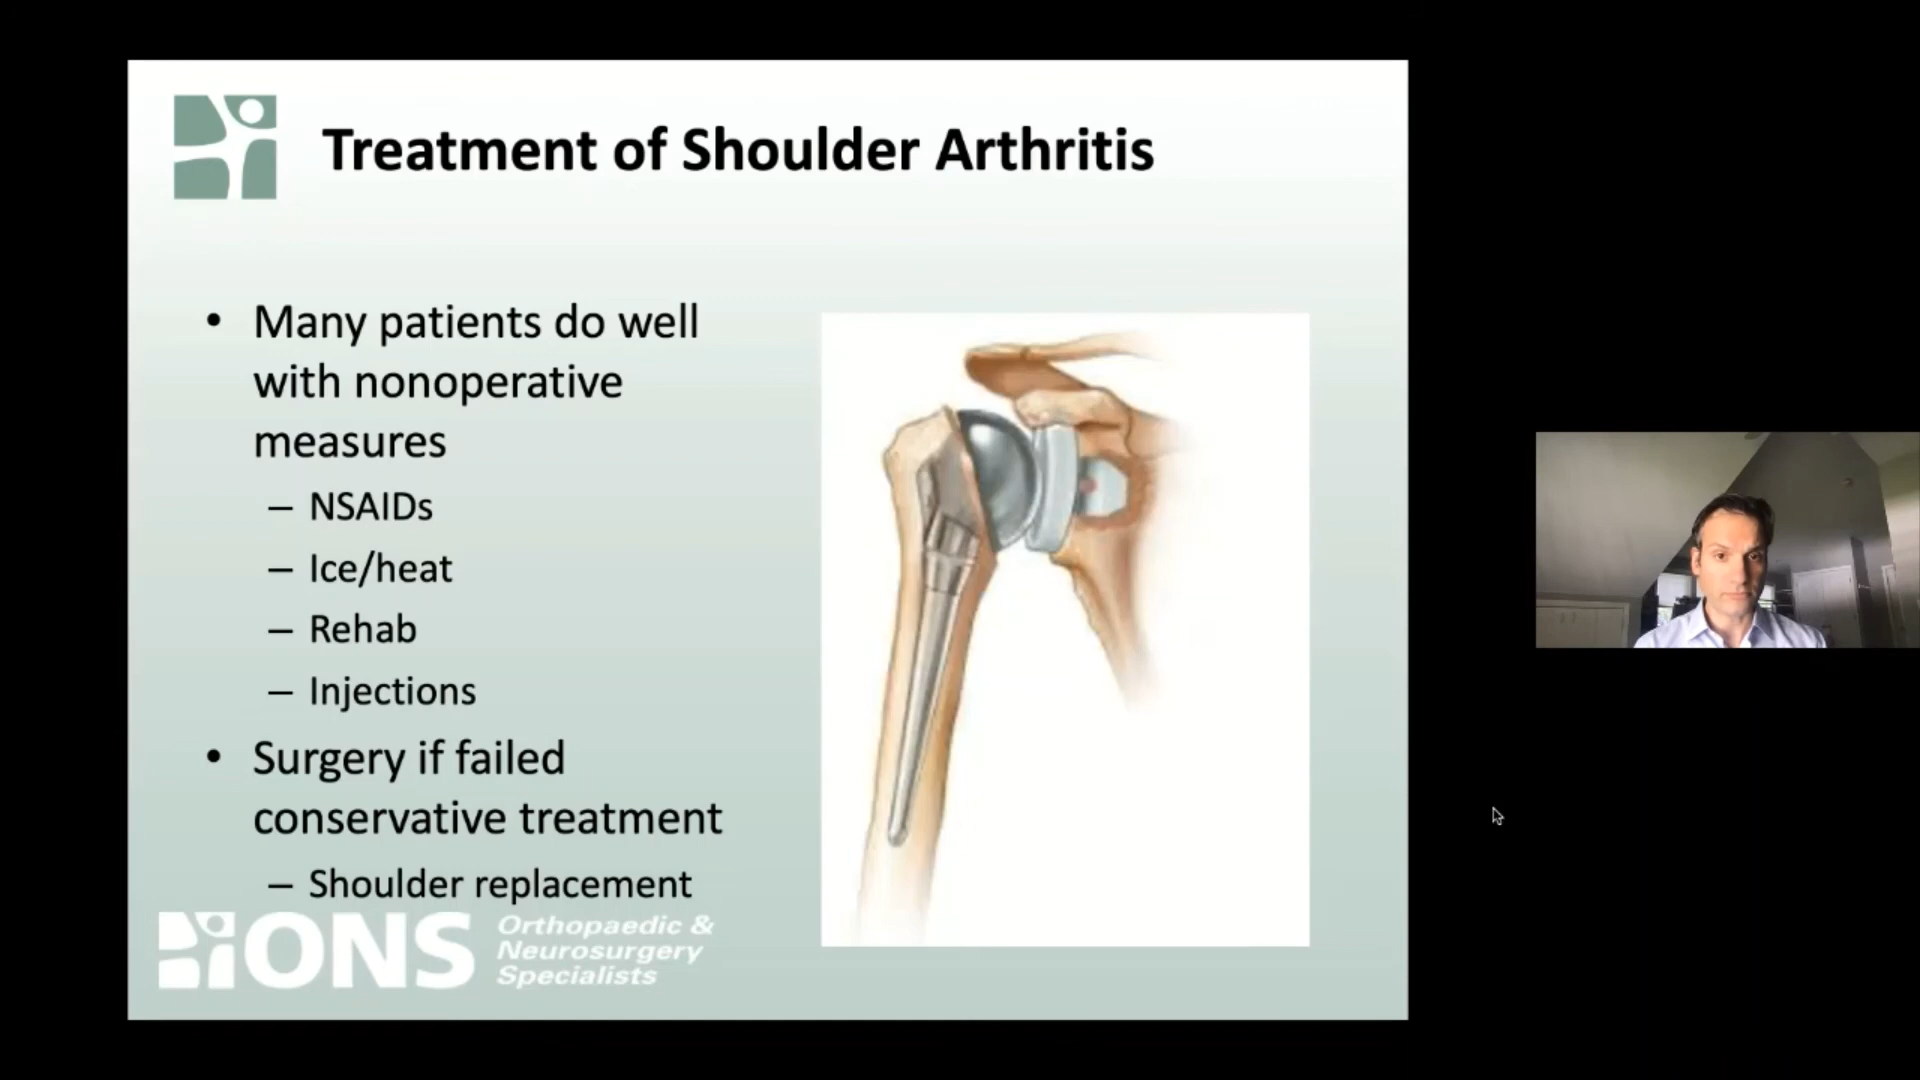 Treatment of Shoulder Arthritis
• Many patients do well
with nonoperative
measures
– NSAIDs
– Ice/heat
– Rehab
– Injections
• Surgery if failed
conservative treatment
– Shoulder replacement
ONS
Orthopaedic &
Neurosurgery
Specialists